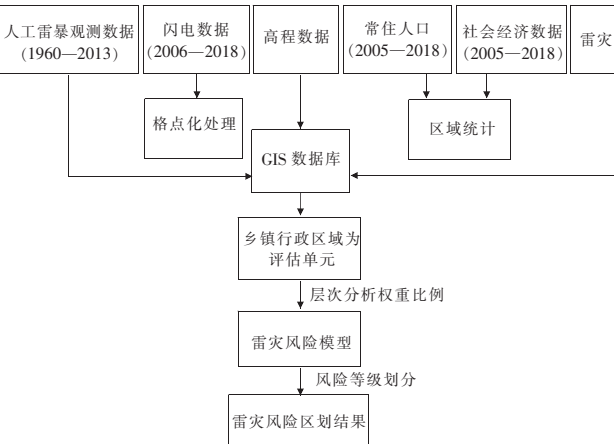 人工雷暴观测数据
(1960—2013)
闪电数据
(2006—2018)
高程数据
常住人口
(2005—2018)
社会经济数据
(2005—2018)
雷灾
格点化处理
区域统计
GIS 数据库
乡镇行政区域为
评估单元
层次分析权重比例
雷灾风险模型
风险等级划分
雷灾风险区划结果